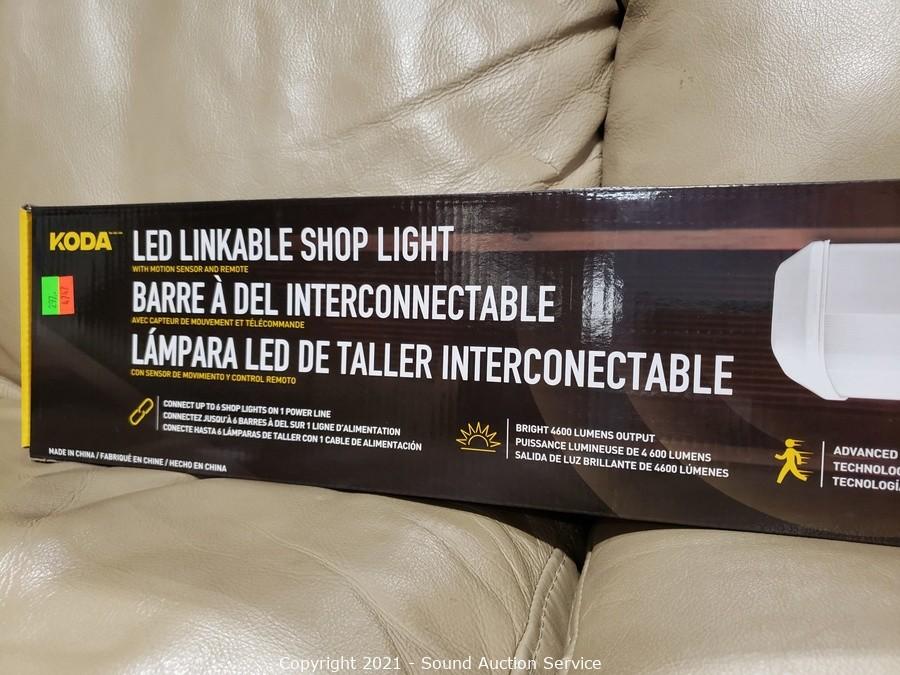 KODA
LED LINKABLE SHOP LIGHT
WITH MOTION SENSOR AND REMOTE
BARRE À DEL INTERCONNECTABLE
AVEC CAPTEUR DE MOUVEMENT ET TÉLÉCOMMANDE
LÁMPARA LED DE TALLER INTERCONECTABLE
CON SENSOR DE MOVIMIENTO Y CONTROL REMOTO
297. 4747
CONNECT UP TO 6 SHOP LIGHTS ON 1 POWER LINE
CONNECTEZ JUSQU'À 6 BARRES À DEL SUR 1 LIGNE D'ALIMENTATION
CONECTE HASTA 6 LÁMPARAS DE TALLER CON 1 CABLE DE ALIMENTACIÓN
BRIGHT 4600 LUMENS OUTPUT
PUISSANCE LUMINEUSE DE 4 600 LUMENS
SALIDA DE LUZ BRILLANTE DE 4600 LÚMENES
ADVANCED
TECHNOLOG
TECNOLOGÍ
MADE IN CHINA / FABRIQUÉ EN CHINE / HECHO EN CHINA
Copyright 2021 - Sound Auction Service